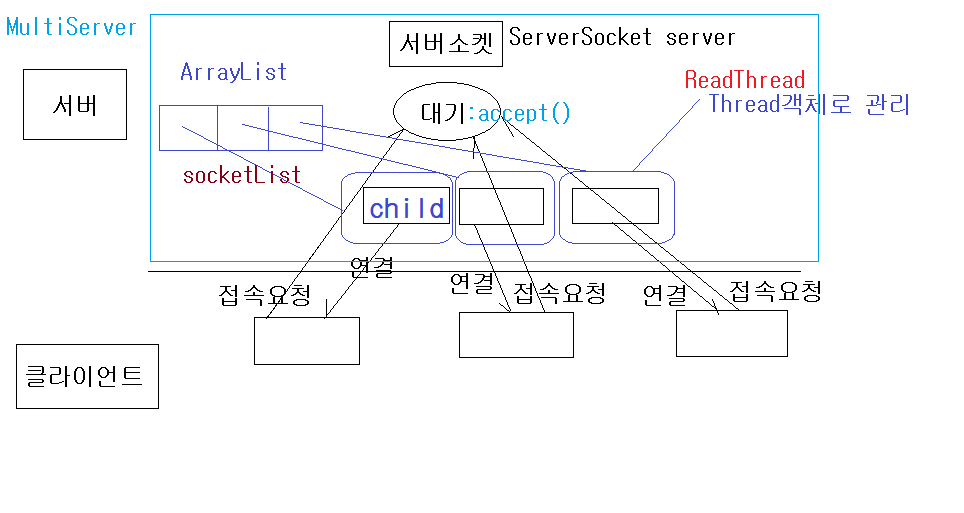 MultiServer
서버소켓
ServerSocket server
ArrayList
ReadThread
서버
대기:accept()
Thread객체로 관리
socketList
child
연결
접속요청
연결
접속요청
연결
접속요청
클라이언트